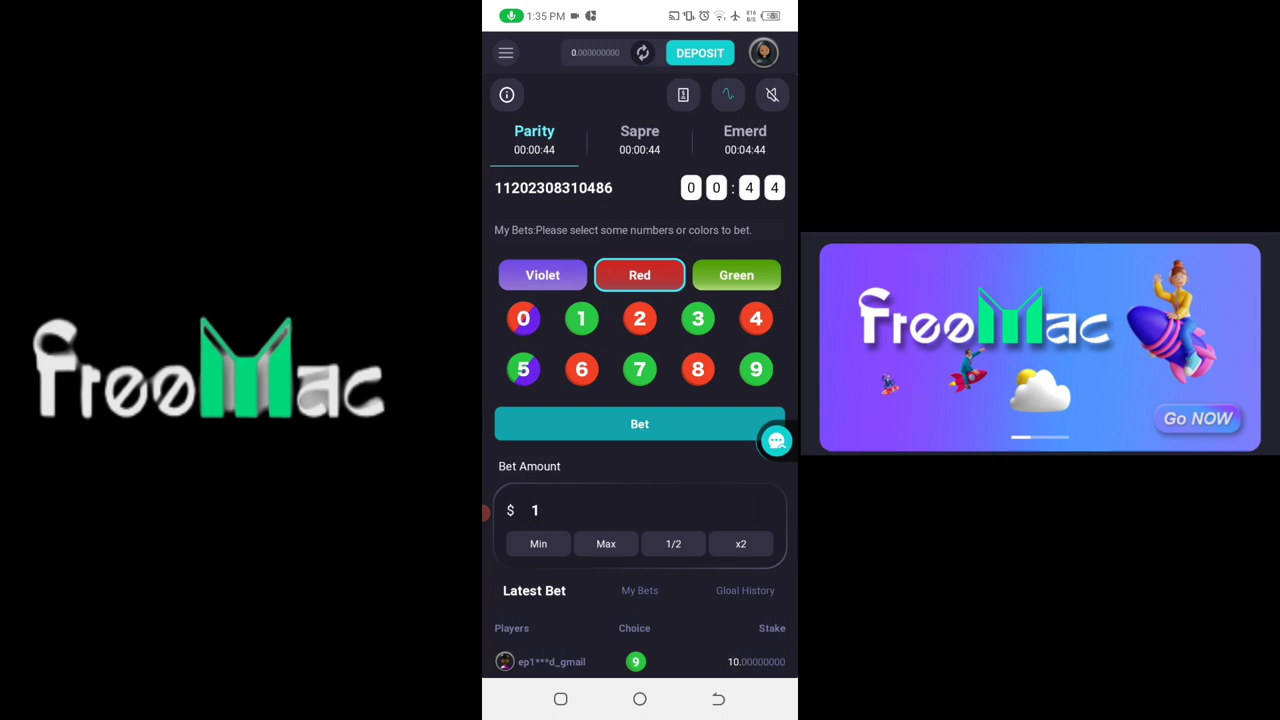 1:35 PM
816
B/S
0.000000000
DEPOSIT
Parity
Sapre
Emerd
00:00:44
00:00:44
00:04:44
11202308310486
0 0 : 4 4
My Bets:Please select some numbers or colors to bet.
Violet
Red
Green
0 1 2 3 4
5 6 7 8 9
Bet
Bet Amount
$ 1
Min
Max
1/2
x2
Latest Bet
My Bets
Gloal History
Players
Choice
Stake
ep1***d_gmail
9
10.00000000
FreeMac
FreeMac
Go NOW